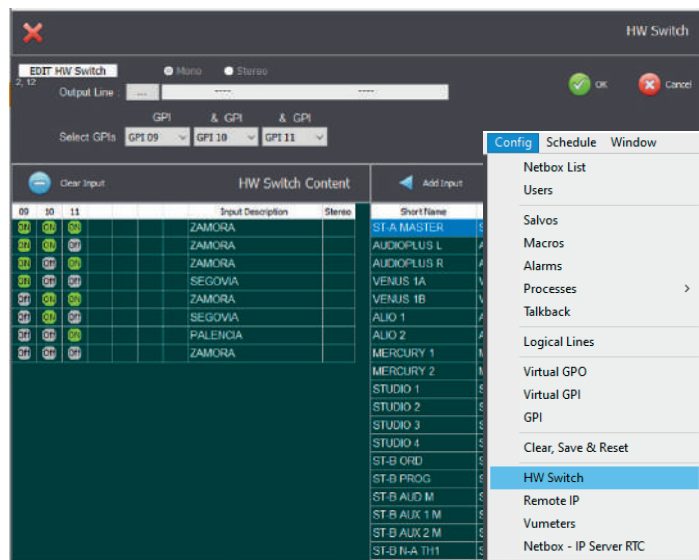 HW Switch
EDIT HW Switch
Mono
Stereo
2, 12
Output Line :
...
----
----
OK
Cancel
GPI & GPI & GPI
Select GPIs GPI 09 GPI 10 GPI 11
Clear Input
HW Switch Content
Add Input
09 10 11 Input Description Stereo
ON ON ON ZAMORA
ON ON Off ZAMORA
ON Off ON ZAMORA
ON Off Off SEGOVIA
Off ON ON ZAMORA
Off ON Off SEGOVIA
Off Off ON PALENCIA
Off Off Off ZAMORA
Short Name
ST-A MASTER
AUDIOPLUS L
AUDIOPLUS R
VENUS 1A
VENUS 1B
ALIO 1
ALIO 2
MERCURY 1
MERCURY 2
STUDIO 1
STUDIO 2
STUDIO 3
STUDIO 4
ST-B ORD
ST-B PROG
ST-B AUD M
ST-B AUX 1 M
ST-B AUX 2 M
ST-B N-A TH1
Config Schedule Window
Netbox List
Users
Salvos
Macros
Alarms
Processes
Talkback
Logical Lines
Virtual GPO
Virtual GPI
GPI
Clear, Save & Reset
HW Switch
Remote IP
Vumeters
Netbox - IP Server RTC